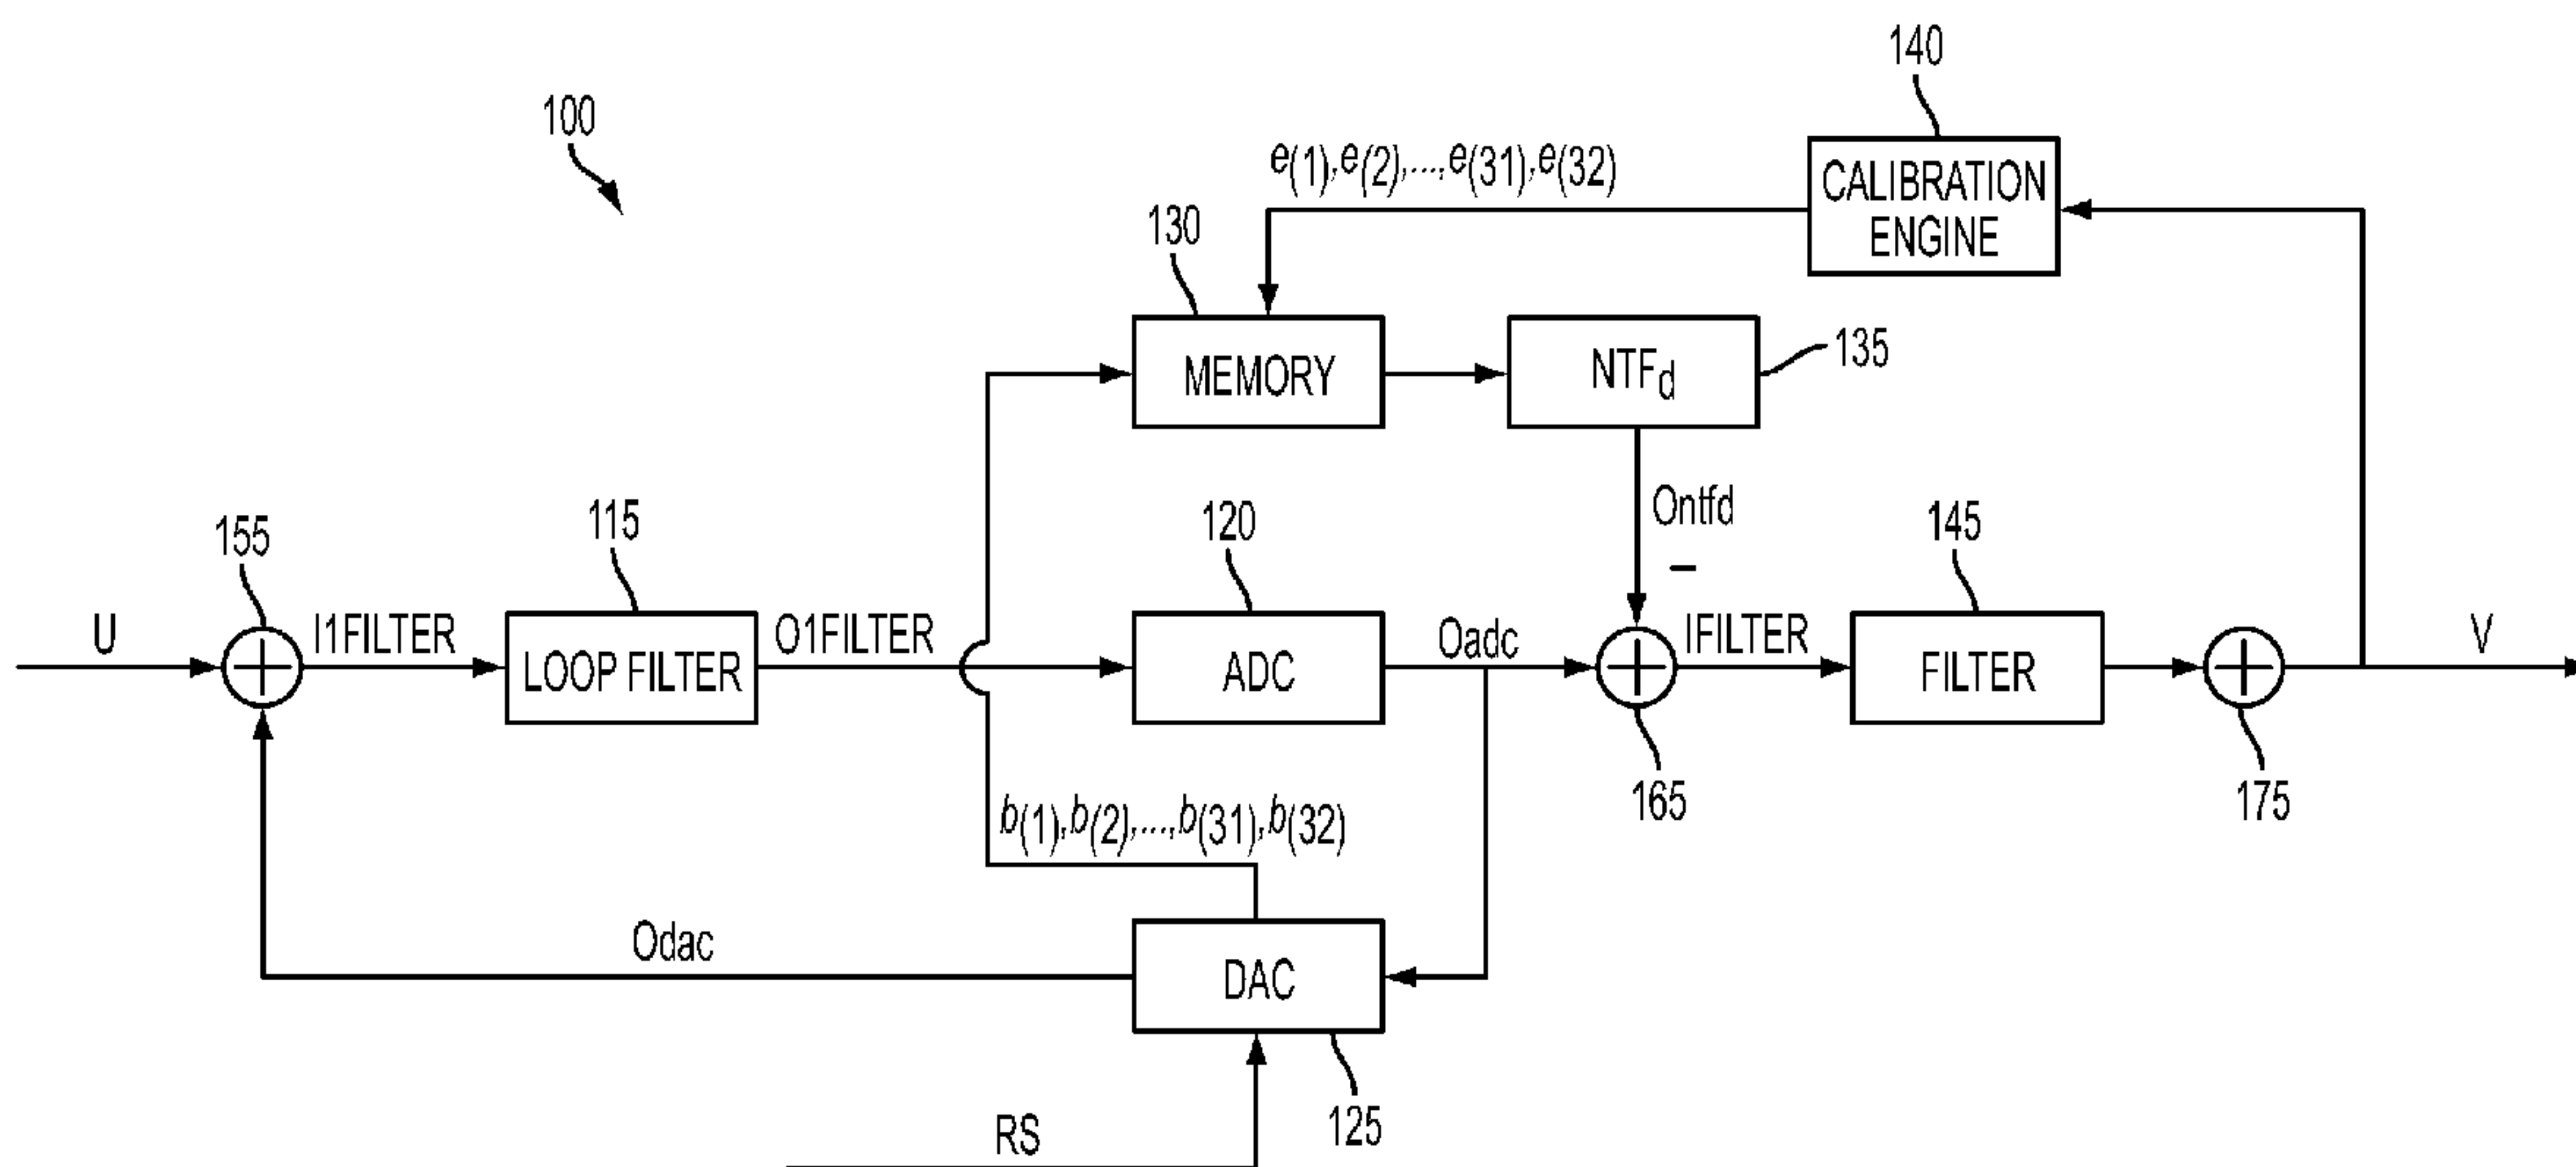 140
100
e(1),e(2),...,e(31),e(32)
CALIBRATION
ENGINE
130
MEMORY
NTFd
135
Ontfd
–
155
115
120
145
U
I1FILTER
LOOP FILTER
O1FILTER
ADC
Oadc
IFILTER
FILTER
V
165
175
b(1),b(2),...,b(31),b(32)
Odac
DAC
125
RS